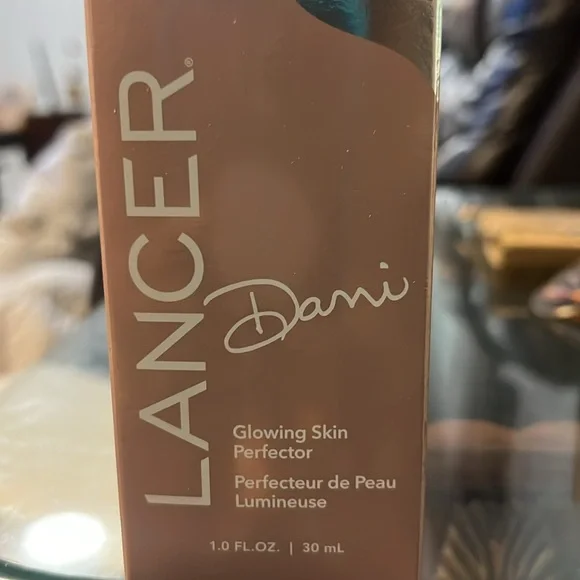 LANCER®
Dani
Glowing Skin
Perfector
Perfecteur de Peau
Lumineuse
1.0 FL.OZ. | 30 mL